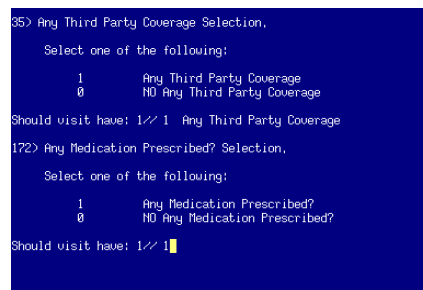 35) Any Third Party Coverage Selection.
Select one of the following:
1 Any Third Party Coverage
0 NO Any Third Party Coverage
Should visit have: 1// 1 Any Third Party Coverage
172) Any Medication Prescribed? Selection.
Select one of the following:
1 Any Medication Prescribed?
0 NO Any Medication Prescribed?
Should visit have: 1// 1